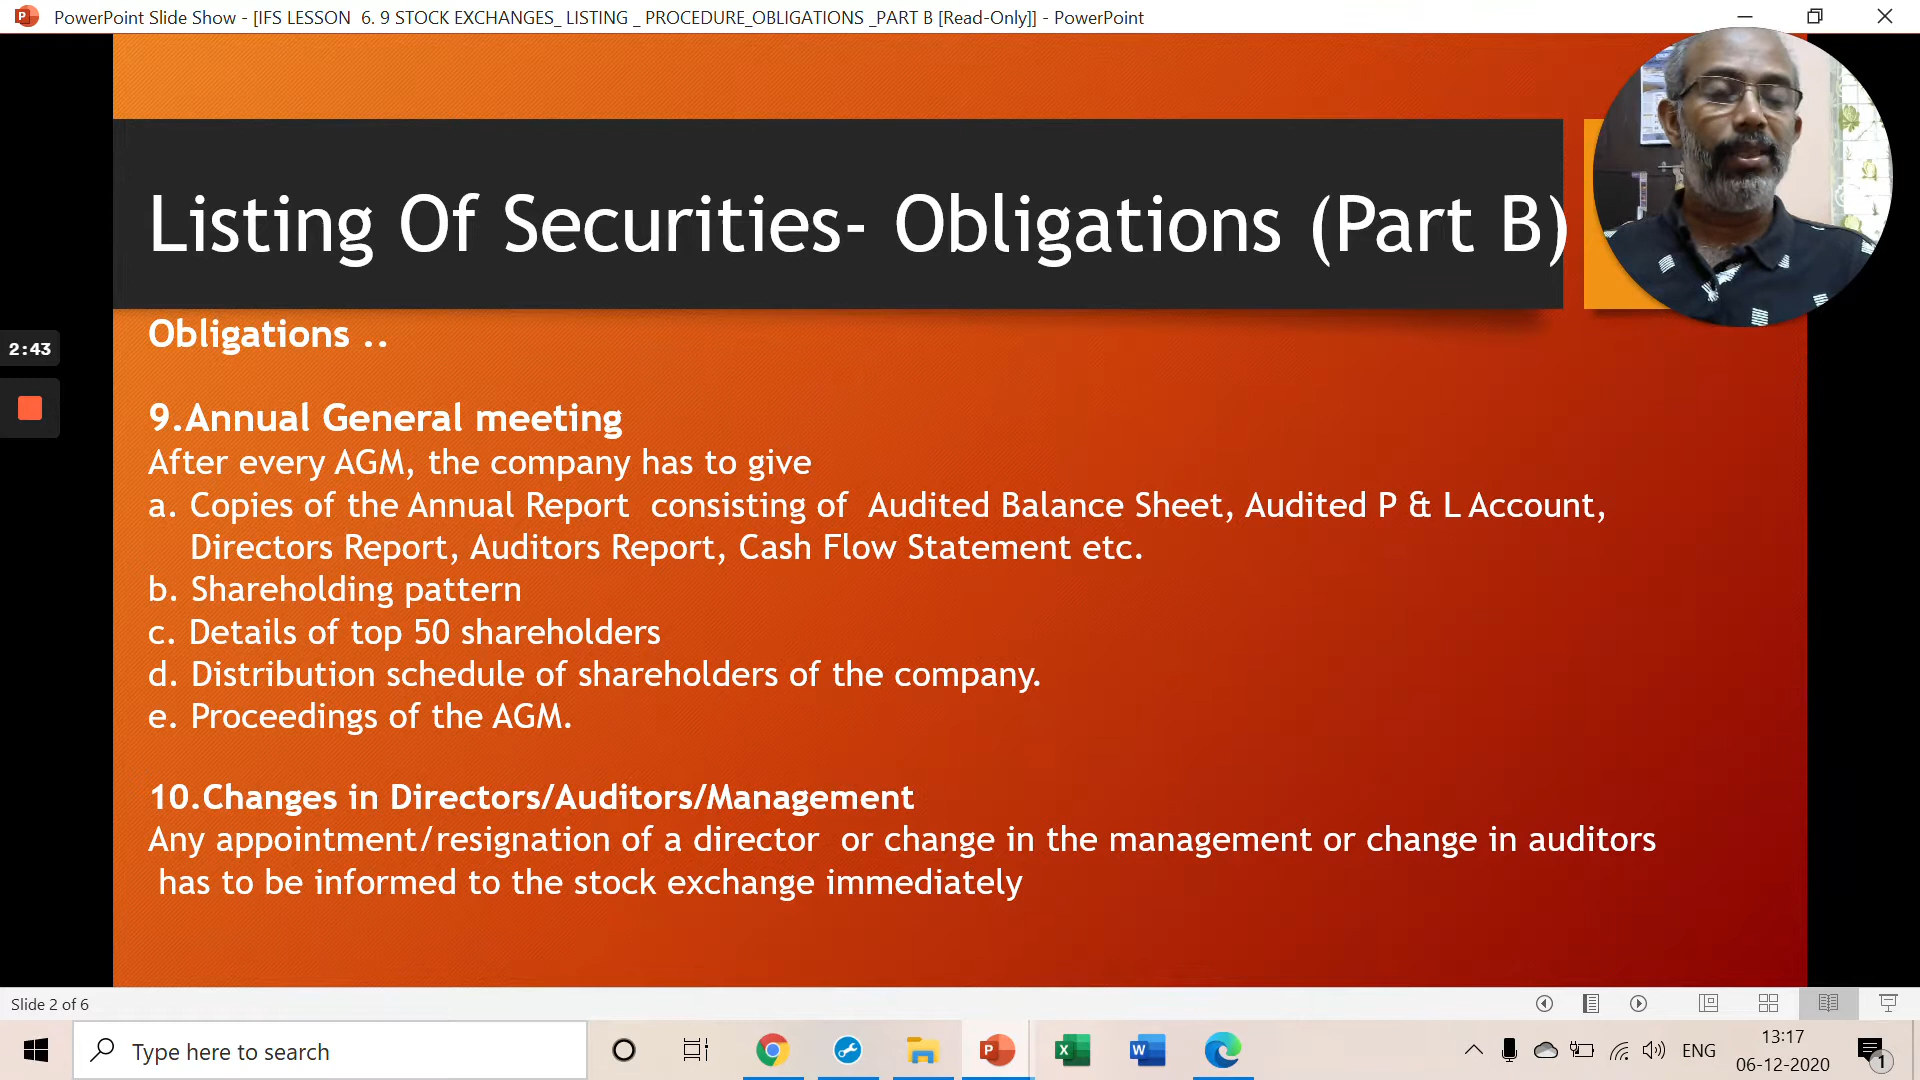 PowerPoint Slide Show - [IFS LESSON  6. 9 STOCK EXCHANGES_ LISTING _ PROCEDURE_OBLIGATIONS _PART B [Read-Only]] - PowerPoint
Listing Of Securities- Obligations (Part B)
Obligations ..
2:43
9.Annual General meeting
After every AGM, the company has to give
a. Copies of the Annual Report  consisting of  Audited Balance Sheet, Audited P & L Account,
Directors Report, Auditors Report, Cash Flow Statement etc.
b. Shareholding pattern
c. Details of top 50 shareholders
d. Distribution schedule of shareholders of the company.
e. Proceedings of the AGM.
10.Changes in Directors/Auditors/Management
Any appointment/resignation of a director  or change in the management or change in auditors
has to be informed to the stock exchange immediately
Slide 2 of 6
Type here to search
ENG
13:17
06-12-2020
1